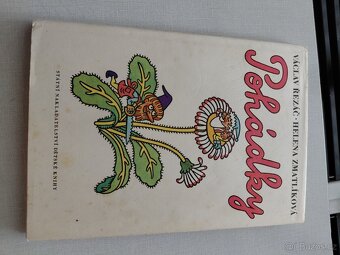 VÁCLAV ŘEZÁČ · HELENA ZMATLÍKOVÁ
Pohádky
STÁTNÍ NAKLADATELSTVÍ DĚTSKÉ KNIHY